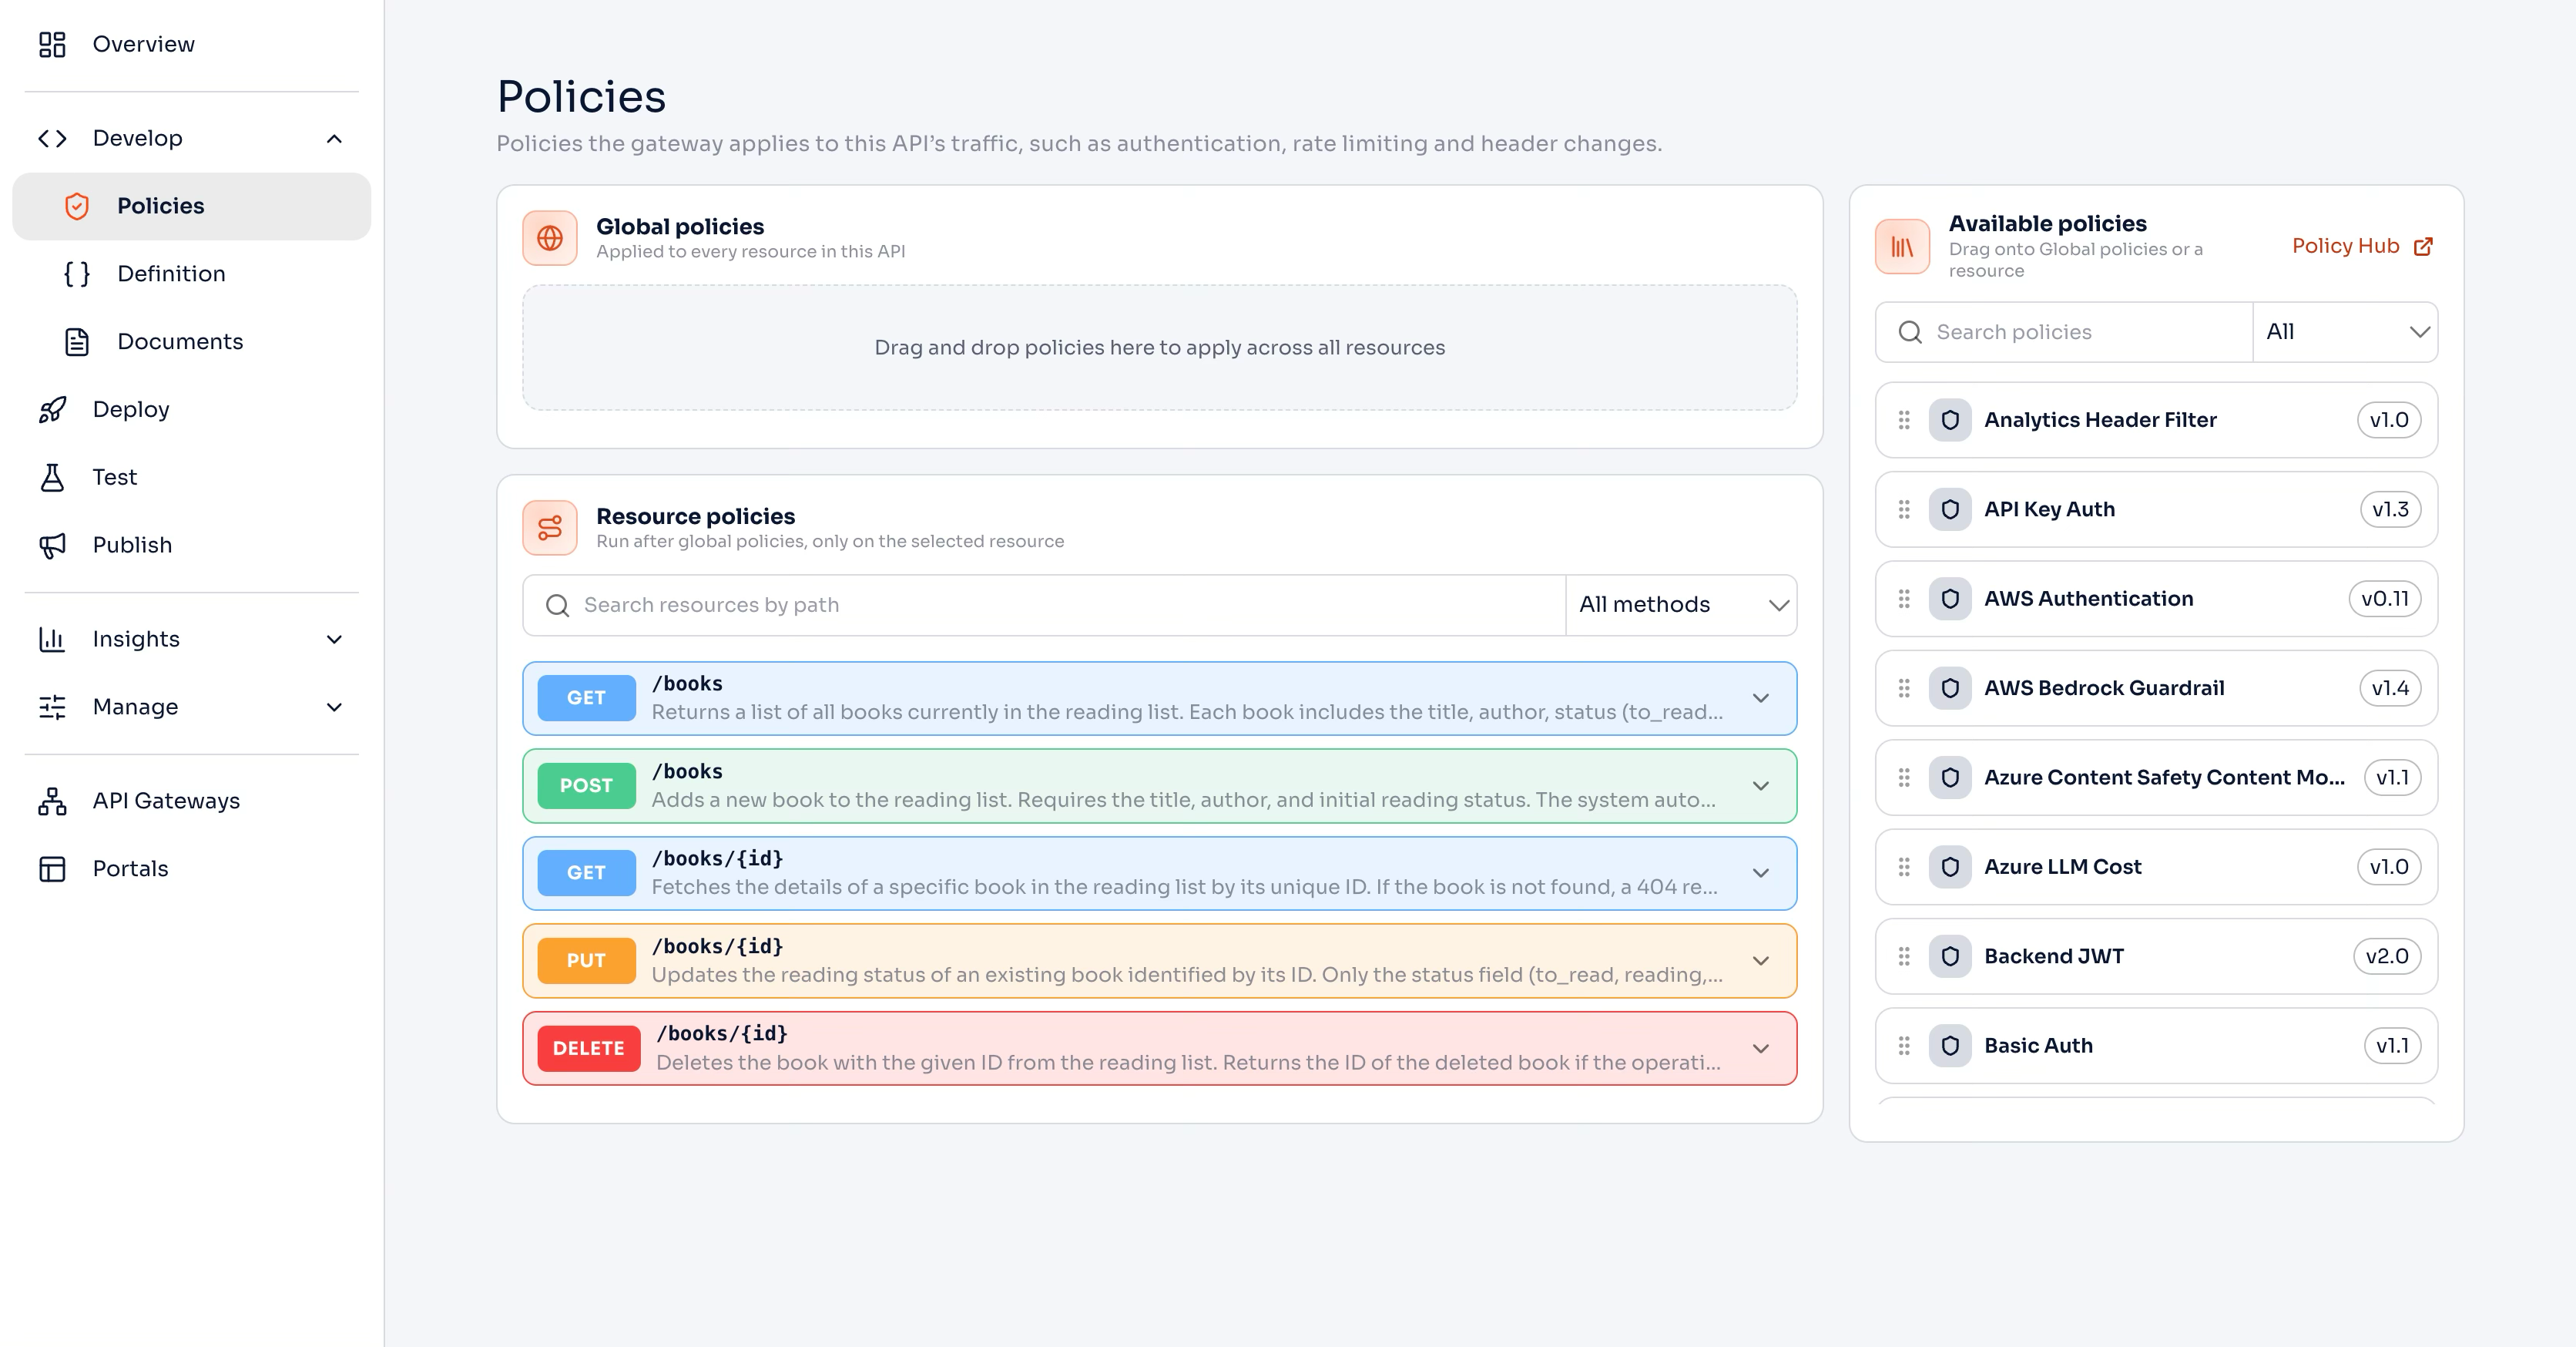 Overview
Develop
Policies
Definition
Documents
Deploy
Test
Publish
Insights
Manage
API Gateways
Portals
Policies
Policies the gateway applies to this API's traffic, such as authentication, rate limiting and header changes.
Global policies
Applied to every resource in this API
Drag and drop policies here to apply across all resources
Resource policies
Run after global policies, only on the selected resource
Search resources by path
All methods
GET
/books
Returns a list of all books currently in the reading list. Each book includes the title, author, status (to_read...
POST
/books
Adds a new book to the reading list. Requires the title, author, and initial reading status. The system auto...
GET
/books/{id}
Fetches the details of a specific book in the reading list by its unique ID. If the book is not found, a 404 re...
PUT
/books/{id}
Updates the reading status of an existing book identified by its ID. Only the status field (to_read, reading,...
DELETE
/books/{id}
Deletes the book with the given ID from the reading list. Returns the ID of the deleted book if the operati...
Available policies
Drag onto Global policies or a
resource
Policy Hub
Search policies
All
Analytics Header Filter v1.0
API Key Auth v1.3
AWS Authentication v0.11
AWS Bedrock Guardrail v1.4
Azure Content Safety Content Mo... v1.1
Azure LLM Cost v1.0
Backend JWT v2.0
Basic Auth v1.1